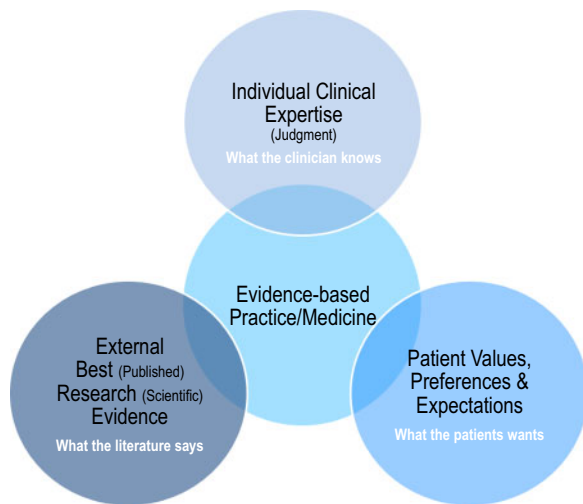 Individual Clinical
Expertise
(Judgment)
What the clinician knows
Evidence-based
Practice/Medicine
External
Best (Published)
Research (Scientific)
Evidence
What the literature says
Patient Values,
Preferences &
Expectations
What the patients wants